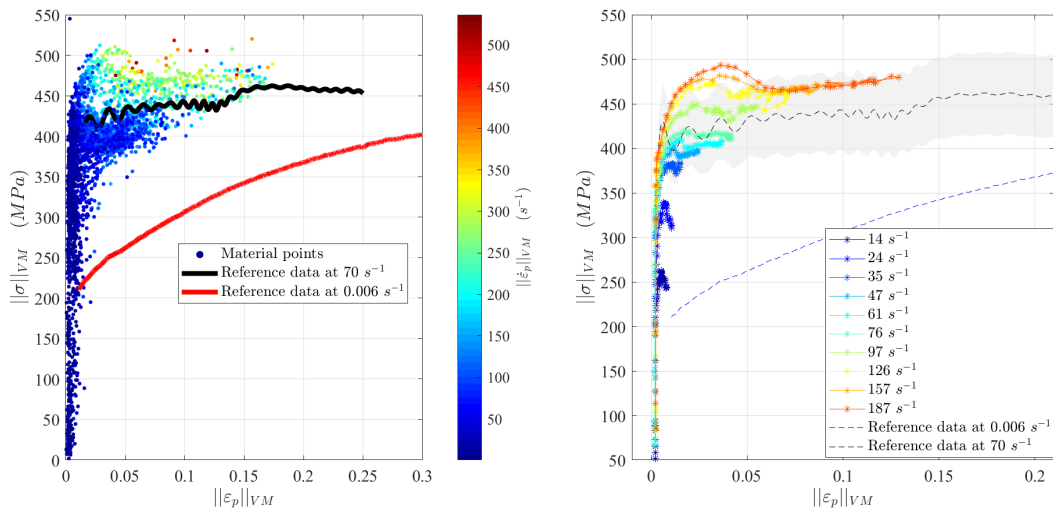 550
500
450
400
350
300
250
200
150
100
50
0
0
0.05
0.1
0.15
0.2
0.25
0.3
||σ||VM (MPa)
||εp||VM
Material points
Reference data at 70 s−1
Reference data at 0.006 s−1
500
450
400
350
300
250
200
150
100
50
||ε̇p||VM (s−1)
550
500
450
400
350
300
250
200
150
100
50
0
0.05
0.1
0.15
0.2
||σ||VM (MPa)
||εp||VM
14 s−1
24 s−1
35 s−1
47 s−1
61 s−1
76 s−1
97 s−1
126 s−1
157 s−1
187 s−1
Reference data at 0.006 s−1
Reference data at 70 s−1